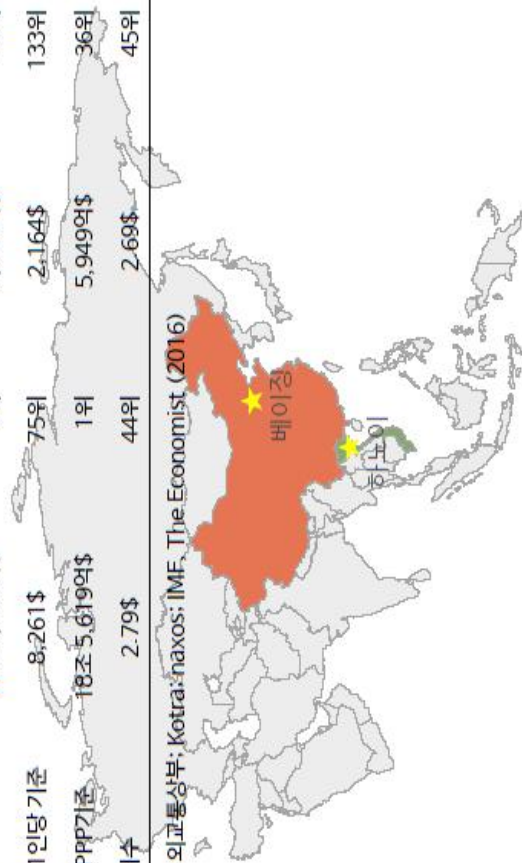 1인당 기준 8,261$ 75위 2,164$ 133위
PPP기준 18조 5,619억$ 1위 5,949억$ 36위
2.79$ 44위 2.69$ 45위
외교통상부; Kotra; naxos; IMF, The Economist (2016)
베이징
하노이